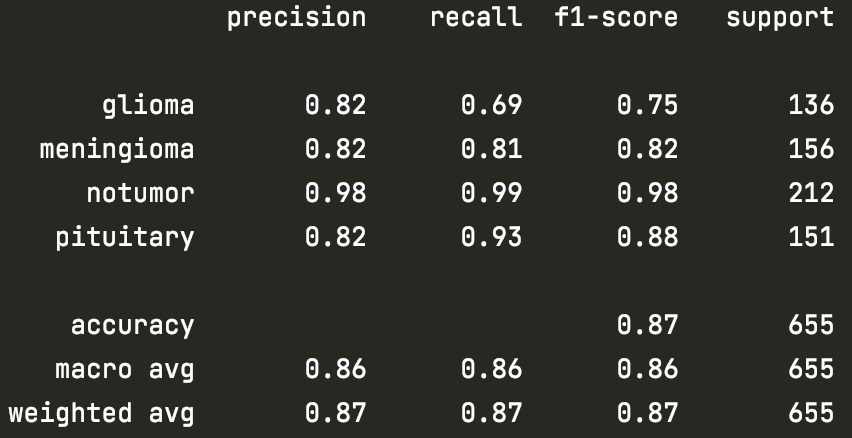 precision recall f1-score support
glioma 0.82 0.69 0.75 136
meningioma 0.82 0.81 0.82 156
notumor 0.98 0.99 0.98 212
pituitary 0.82 0.93 0.88 151
accuracy 0.87 655
macro avg 0.86 0.86 0.86 655
weighted avg 0.87 0.87 0.87 655